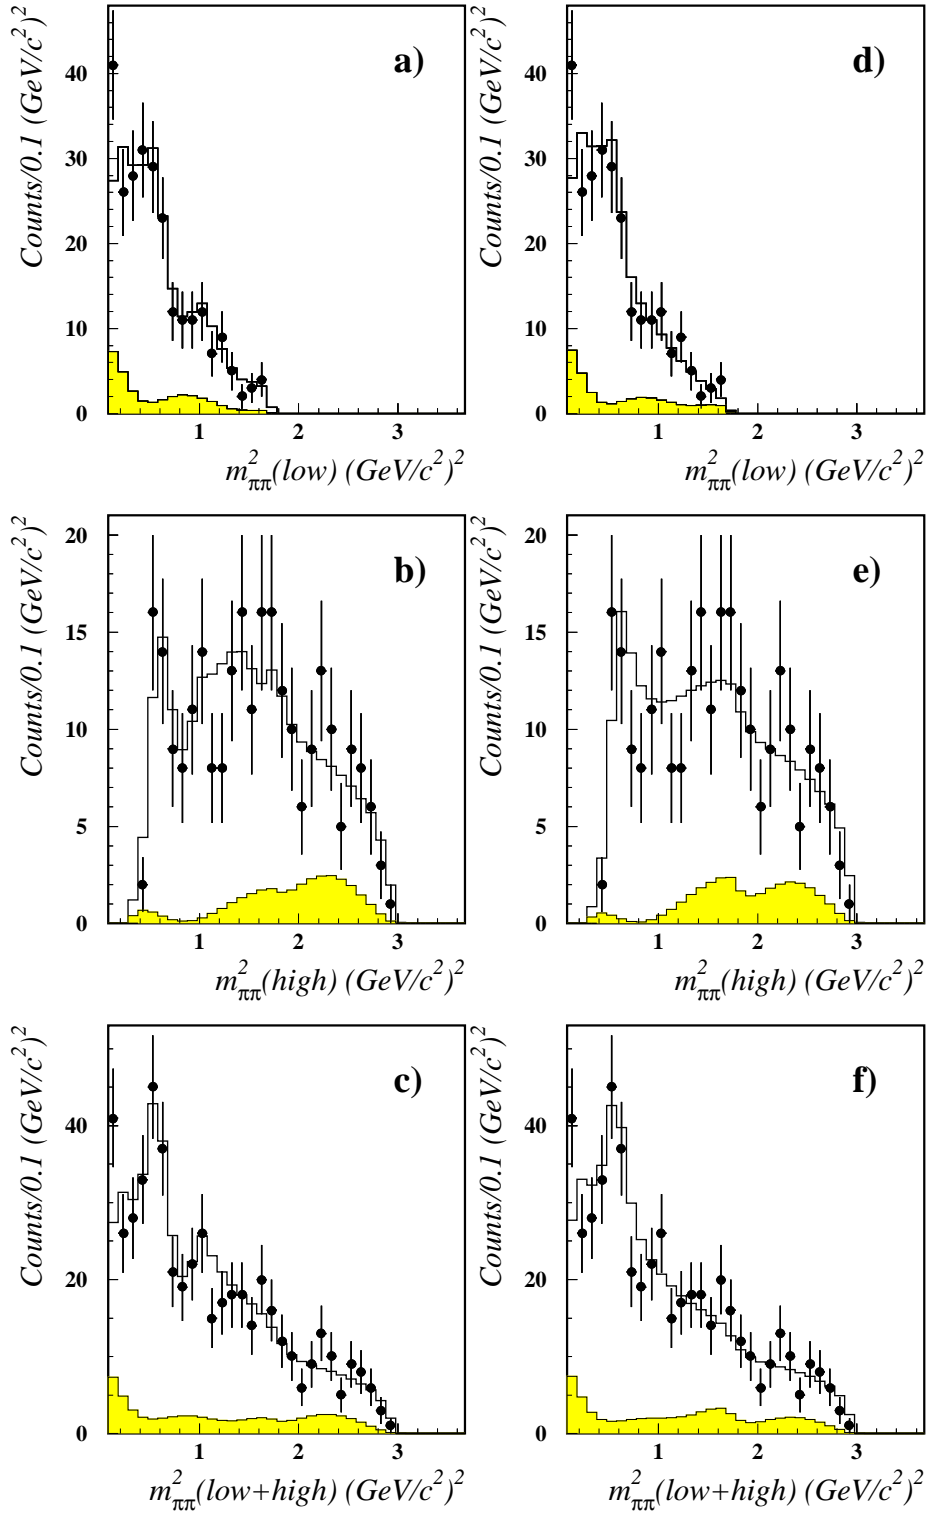 Counts/0.1 (GeV/c²)²
a)
40
30
20
10
0
1 2 3
m²ππ(low) (GeV/c²)²
Counts/0.1 (GeV/c²)²
d)
40
30
20
10
0
1 2 3
m²ππ(low) (GeV/c²)²
Counts/0.1 (GeV/c²)²
b)
20
15
10
5
0
1 2 3
m²ππ(high) (GeV/c²)²
Counts/0.1 (GeV/c²)²
e)
20
15
10
5
0
1 2 3
m²ππ(high) (GeV/c²)²
Counts/0.1 (GeV/c²)²
c)
40
20
0
1 2 3
m²ππ(low+high) (GeV/c²)²
Counts/0.1 (GeV/c²)²
f)
40
20
0
1 2 3
m²ππ(low+high) (GeV/c²)²